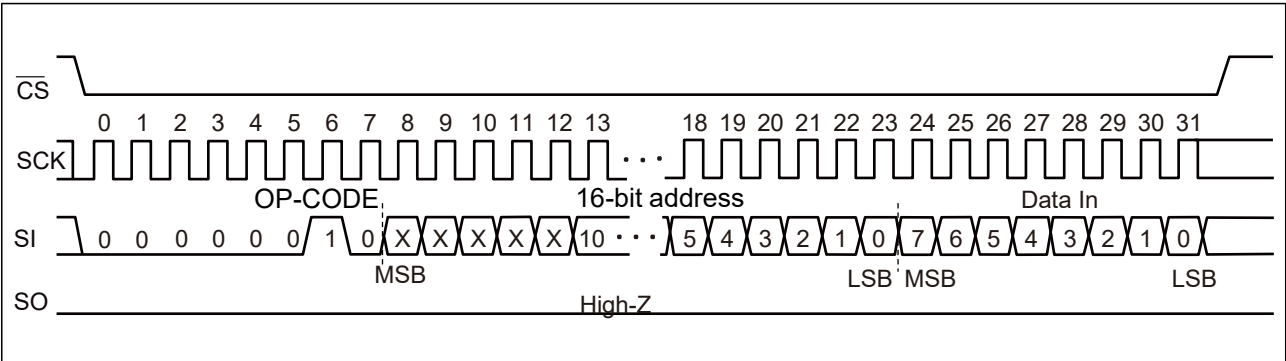 CS
0 1 2 3 4 5 6 7 8 9 10 11 12 13 18 19 20 21 22 23 24 25 26 27 28 29 30 31
SCK · · ·
OP-CODE 16-bit address Data In
SI 0 0 0 0 0 0 1 0 X X X X X 10 · · · 5 4 3 2 1 0 7 6 5 4 3 2 1 0
MSB LSB MSB LSB
SO High-Z